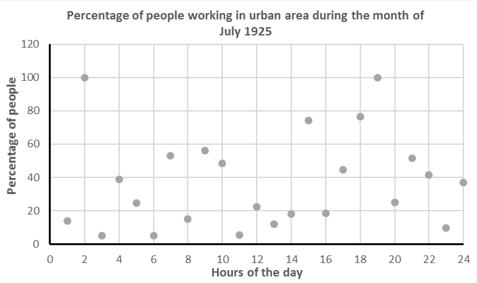 Percentage of people working in urban area during the month of
July 1925
120
100
80
60
40
20
0
Percentage of people
0 2 4 6 8 10 12 14 16 18 20 22 24
Hours of the day